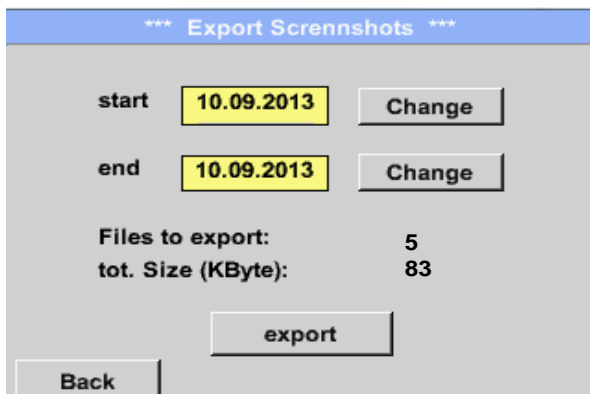 *** Export Scrennshots ***
start 10.09.2013 Change
end 10.09.2013 Change
Files to export: 5
tot. Size (KByte): 83
export
Back